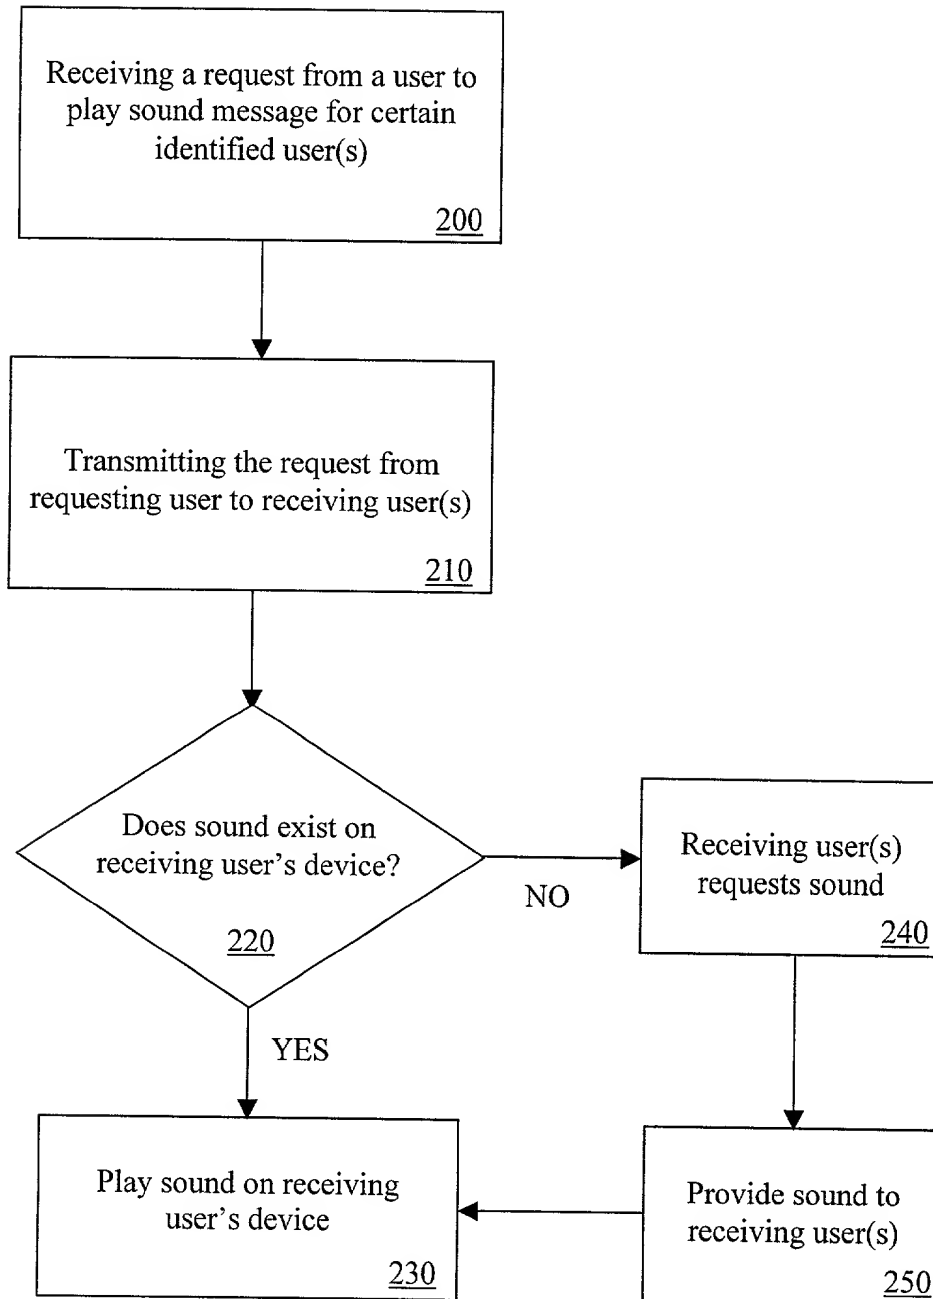 Receiving a request from a user to
play sound message for certain
identified user(s)
200
Transmitting the request from
requesting user to receiving user(s)
210
Does sound exist on
receiving user's device?
220
NO
Receiving user(s)
requests sound
240
YES
Play sound on receiving
user's device
230
Provide sound to
receiving user(s)
250